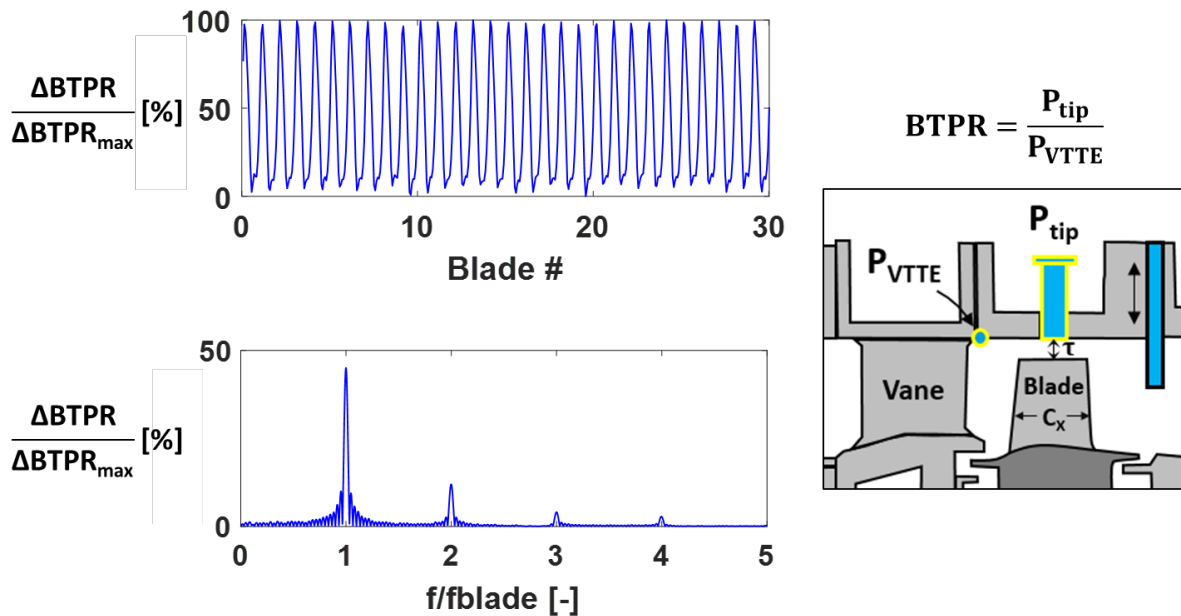 ΔBTPR
ΔBTPRmax
[%]
100
50
0
0
10
20
30
Blade #
ΔBTPR
ΔBTPRmax
[%]
50
0
0
1
2
3
4
5
f/fblade [-]
BTPR = Ptip
PVTTE
Ptip
PVTTE
τ
Vane
Blade
Cx